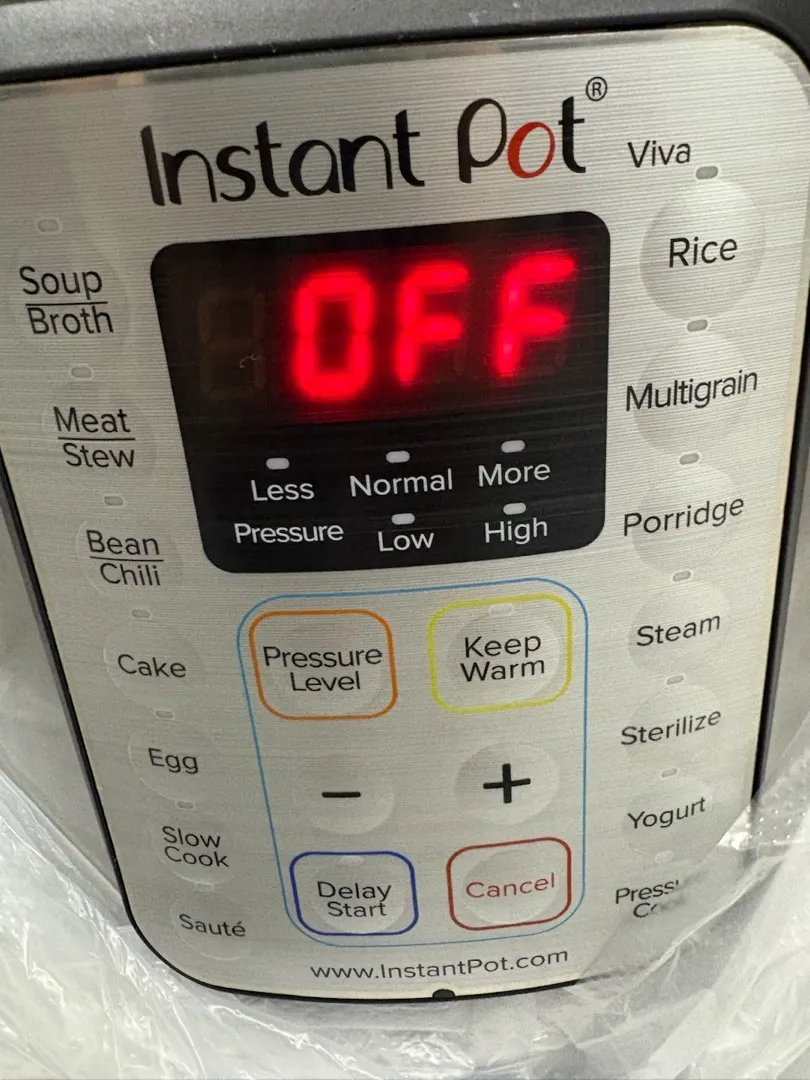 Instant Pot®
Viva
OFF
Less Normal More
Pressure Low High
Soup
Broth
Meat
Stew
Bean
Chili
Cake
Egg
Slow
Cook
Sauté
Rice
Multigrain
Porridge
Steam
Sterilize
Yogurt
Pressure
Level
Keep
Warm
− +
Delay
Start
Cancel
www.InstantPot.com